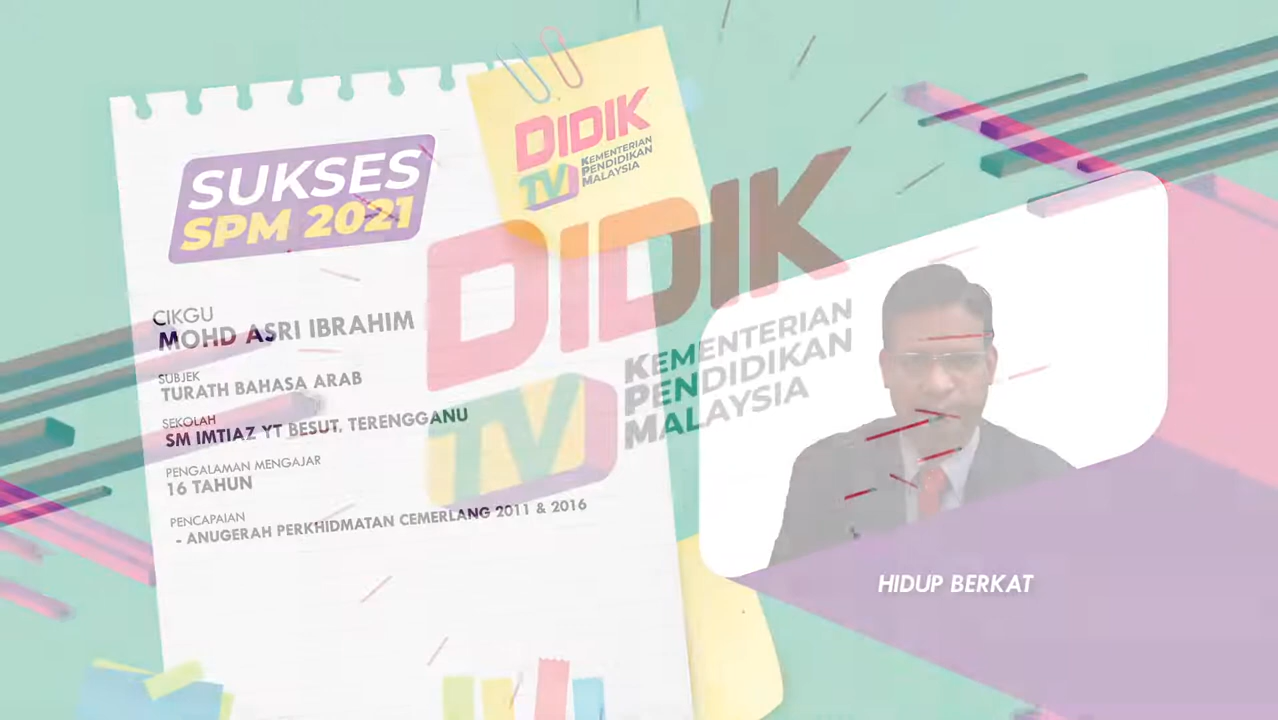 SUKSES
SPM 2021
DIDIK
TV KEMENTERIAN
PENDIDIKAN
MALAYSIA
DIDIK
TV KEMENTERIAN
PENDIDIKAN
MALAYSIA
CIKGU
MOHD ASRI IBRAHIM
SUBJEK
TURATH BAHASA ARAB
SEKOLAH
SM IMTIAZ YT BESUT, TERENGGANU
PENGALAMAN MENGAJAR
16 TAHUN
PENCAPAIAN
- ANUGERAH PERKHIDMATAN CEMERLANG 2011 & 2016
HIDUP BERKAT